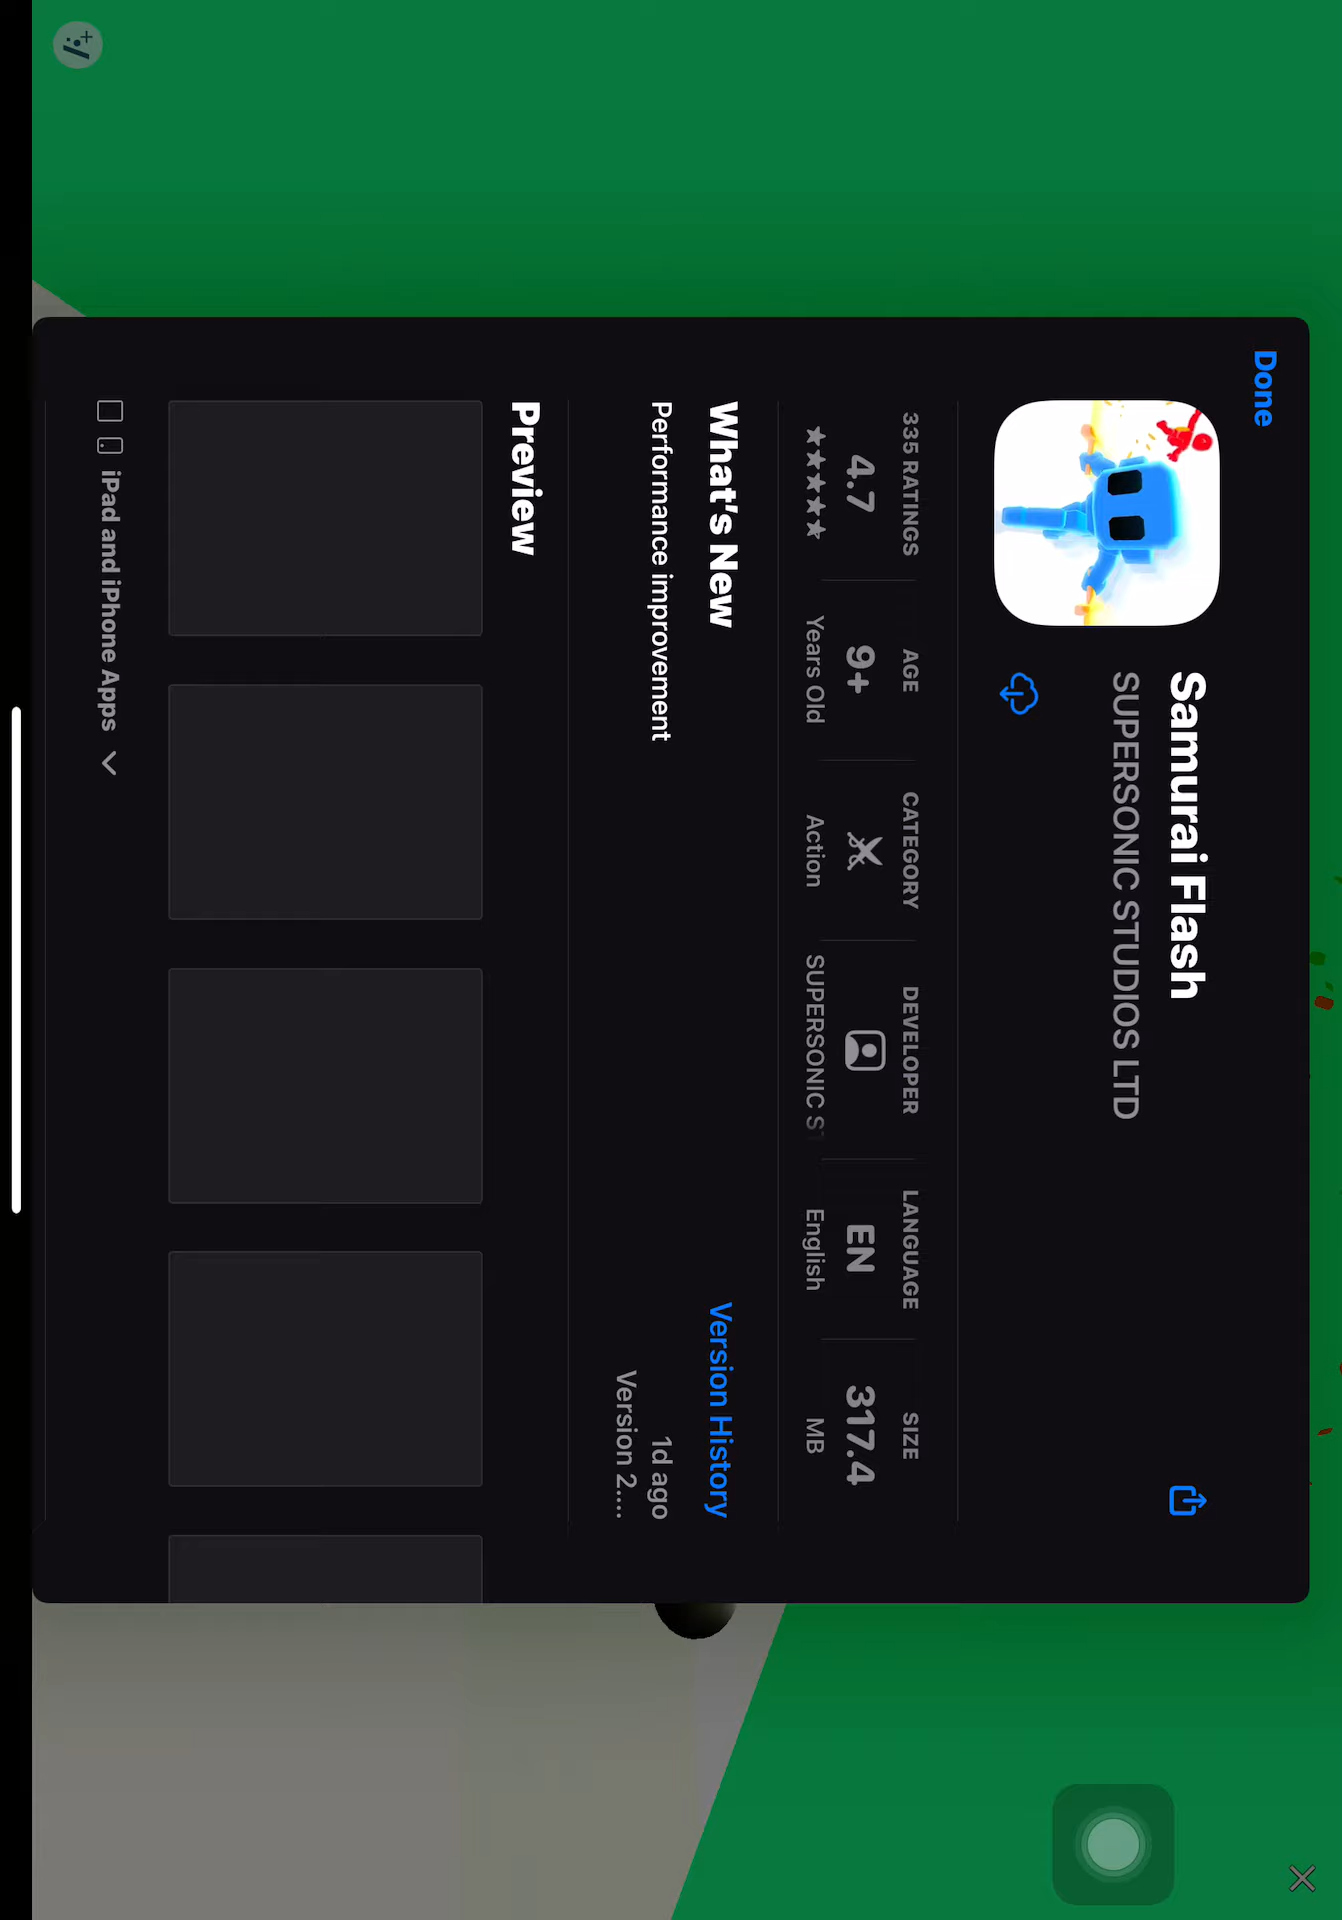 Done
Samurai Flash
SUPERSONIC STUDIOS LTD
335 RATINGS
4.7
AGE
9+
Years Old
CATEGORY
Action
DEVELOPER
SUPERSONIC ST
LANGUAGE
EN
English
SIZE
317.4
MB
What's New
Version History
Performance improvement
1d ago
Version 2....
Preview
iPad and iPhone Apps